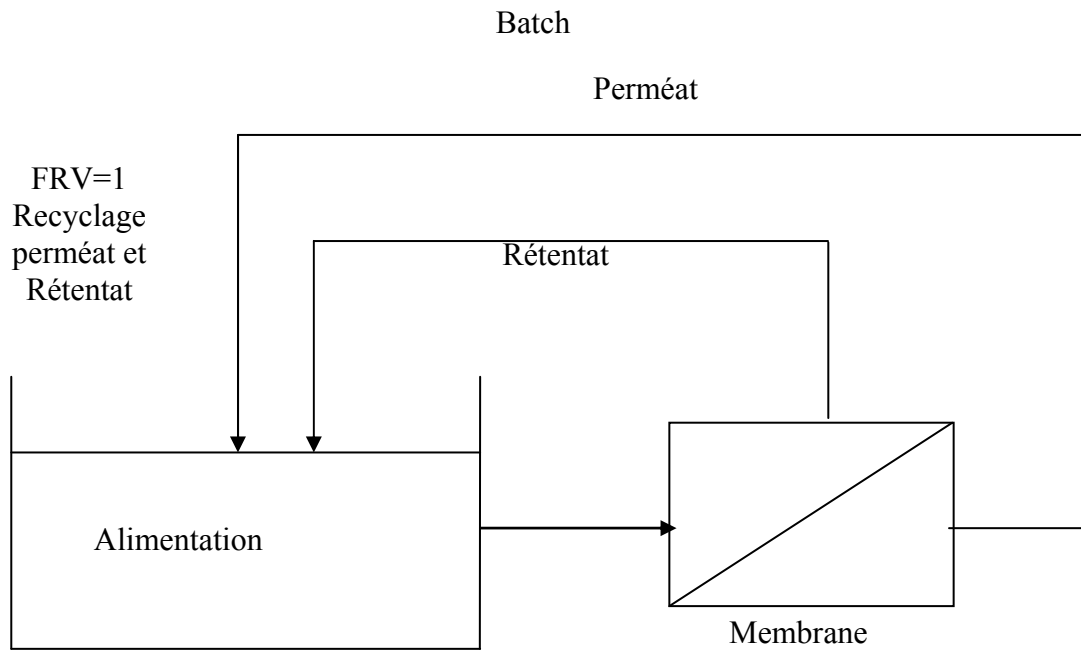 Batch
Perméat
FRV=1
Recyclage
perméat et
Rétentat
Rétentat
Alimentation
Membrane